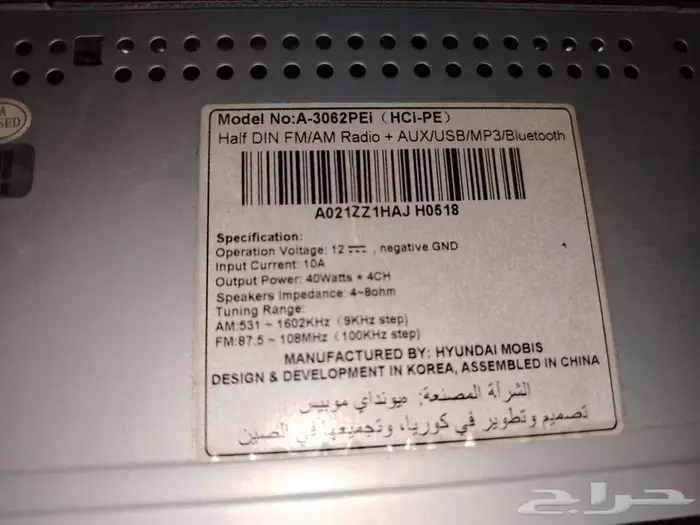 Model No:A-3062PEi (HCi-PE)
Half DIN FM/AM Radio + AUX/USB/MP3/Bluetooth
A021ZZ1HAJ H0518
Specification:
Operation Voltage: 12⎓, negative GND
Input Current: 10A
Output Power: 40Watts * 4CH
Speakers Impedance: 4~8ohm
Tuning Range:
AM:531 ~ 1602KHz (9KHz step)
FM:87.5 ~ 108MHz (100KHz step)
MANUFACTURED BY: HYUNDAI MOBIS
DESIGN & DEVELOPMENT IN KOREA, ASSEMBLED IN CHINA
الشرأة المصنعة: هيونداي موبيس
تصميم وتطوير في كوريا، وتجميعها في الصين
حراج